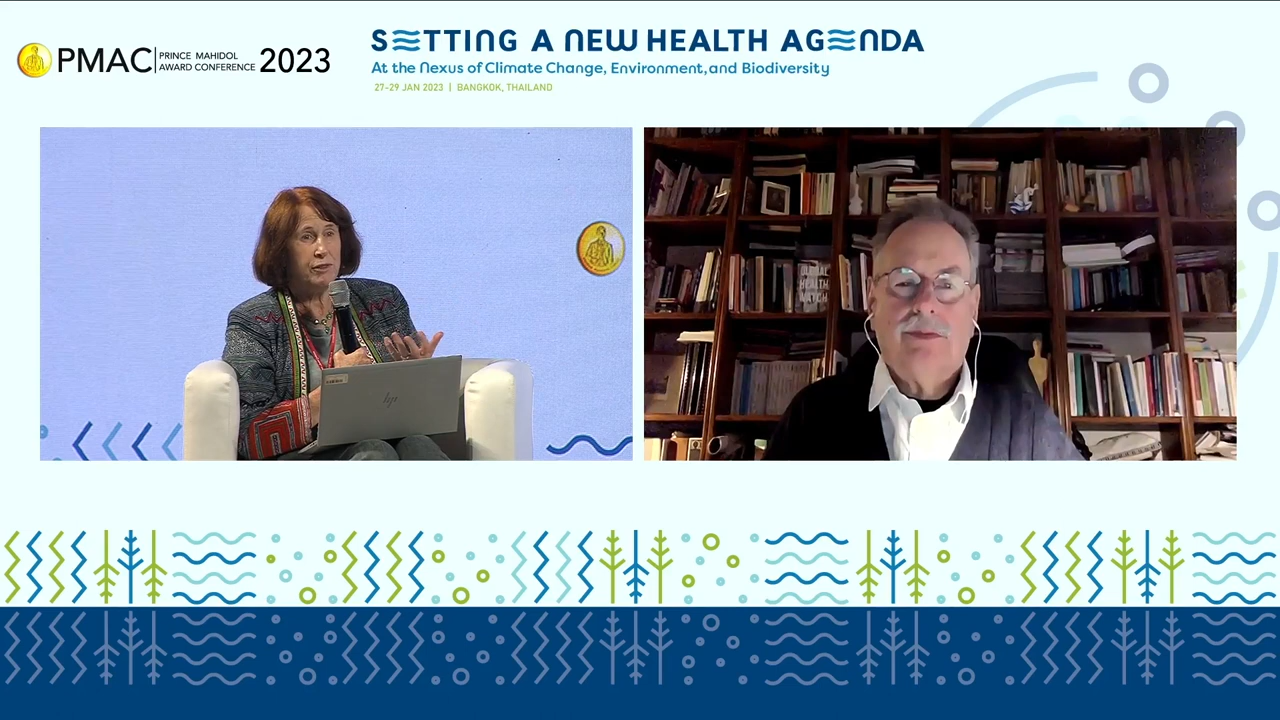 PMAC
PRINCE MAHIDOL
AWARD CONFERENCE
2023
SETTING A NEW HEALTH AGENDA
At the Nexus of Climate Change, Environment, and Biodiversity
27-29 JAN 2023 | BANGKOK, THAILAND
hp
GLOBAL
HEALTH
WATCH